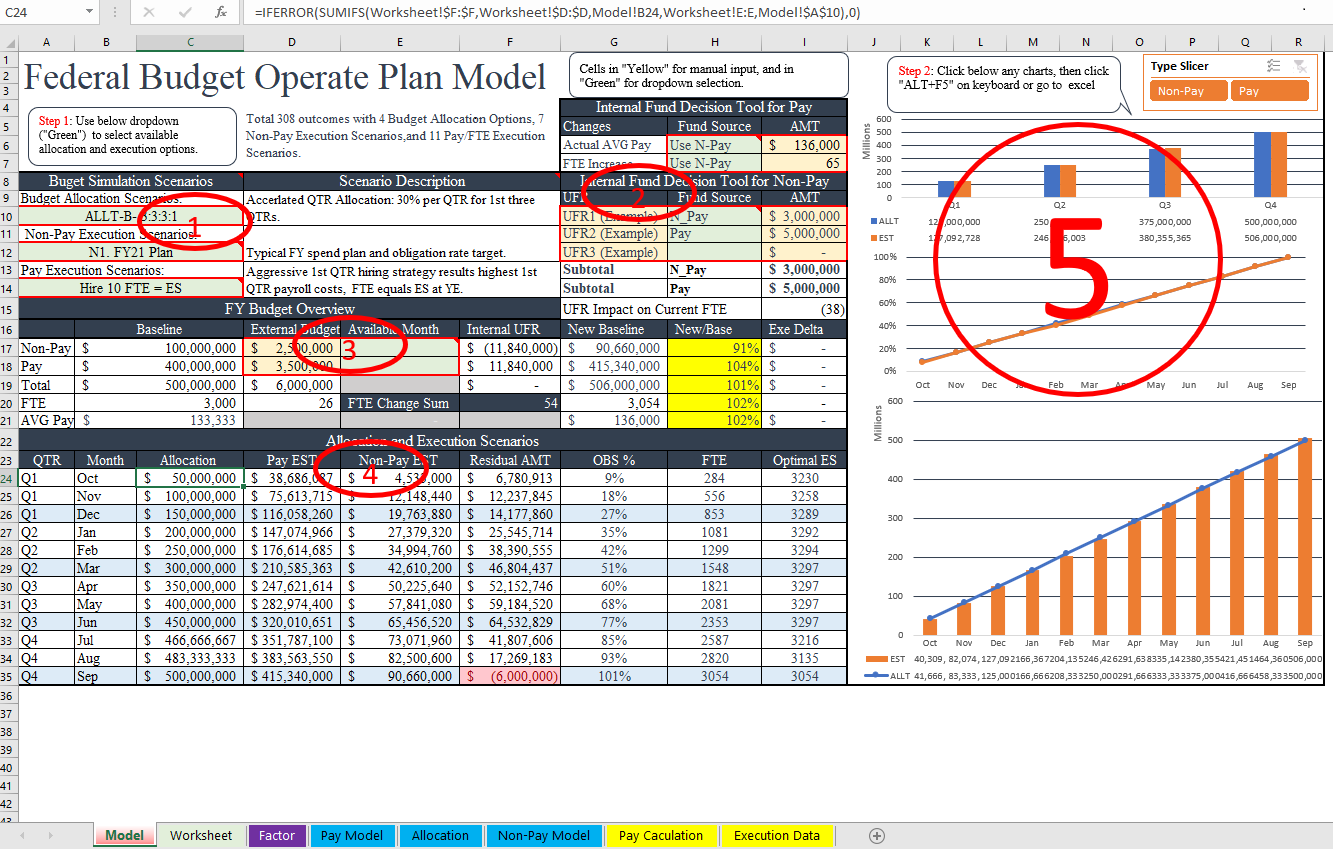 C24
fx
=IFERROR(SUMIFS(Worksheet!$F:$F,Worksheet!$D:$D,Model!B24,Worksheet!E:E,Model!$A$10),0)
A B C D E F G H I J K L M N O P Q R
Federal Budget Operate Plan Model
Cells in "Yellow" for manual input, and in
"Green" for dropdown selection.
Step 1: Use below dropdown
("Green") to select available
allocation and execution options.
Total 308 outcomes with 4 Budget Allocation Options, 7
Non-Pay Execution Scenarios,and 11 Pay/FTE Execution
Scenarios.
Internal Fund Decision Tool for Pay
Changes Fund Source AMT
Actual AVG Pay Use N-Pay $ 136,000
FTE Increase Use N-Pay 65
Buget Simulation Scenarios Scenario Description Internal Fund Decision Tool for Non-Pay
Budget Allocation Scenarios:
Accerlated QTR Allocation: 30% per QTR for 1st three
QTRs.
UFR Fund Source AMT
ALLT-B- 3:3:3:1
UFR1 (Example) N_Pay $ 3,000,000
Non-Pay Execution Scenarios
UFR2 (Example) Pay $ 5,000,000
N1. FY21 Plan
Typical FY spend plan and obligation rate target.
UFR3 (Example) $ -
Pay Execution Scenarios:
Aggressive 1st QTR hiring strategy results highest 1st
QTR payroll costs, FTE equals ES at YE.
Subtotal N_Pay $ 3,000,000
Hire 10 FTE = ES
Subtotal Pay $ 5,000,000
FY Budget Overview
UFR Impact on Current FTE (38)
Baseline External Budget Available Month Internal UFR New Baseline New/Base Exe Delta
Non-Pay $ 100,000,000 $ 2,500,000 $ (11,840,000) $ 90,660,000 91% $ -
Pay $ 400,000,000 $ 3,500,000 $ 11,840,000 $ 415,340,000 104% $ -
Total $ 500,000,000 $ 6,000,000 $ - $ 506,000,000 101% $ -
FTE 3,000 26 FTE Change Sum 54 3,054 102% $ -
AVG Pay $ 133,333 $ 136,000 102% $ -
Allocation and Execution Scenarios
QTR Month Allocation Pay EST Non-Pay EST Residual AMT OBS % FTE Optimal ES
Q1 Oct $ 50,000,000 $ 38,686,087 $ 4,533,000 $ 6,780,913 9% 284 3230
Q1 Nov $ 100,000,000 $ 75,613,715 $ 12,148,440 $ 12,237,845 18% 556 3258
Q1 Dec $ 150,000,000 $ 116,058,260 $ 19,763,880 $ 14,177,860 27% 853 3289
Q2 Jan $ 200,000,000 $ 147,074,966 $ 27,379,320 $ 25,545,714 35% 1081 3292
Q2 Feb $ 250,000,000 $ 176,614,685 $ 34,994,760 $ 38,390,555 42% 1299 3294
Q2 Mar $ 300,000,000 $ 210,585,363 $ 42,610,200 $ 46,804,437 51% 1548 3297
Q3 Apr $ 350,000,000 $ 247,621,614 $ 50,225,640 $ 52,152,746 60% 1821 3297
Q3 May $ 400,000,000 $ 282,974,400 $ 57,841,080 $ 59,184,520 68% 2081 3297
Q3 Jun $ 450,000,000 $ 320,010,651 $ 65,456,520 $ 64,532,829 77% 2353 3297
Q4 Jul $ 466,666,667 $ 351,787,100 $ 73,071,960 $ 41,807,606 85% 2587 3216
Q4 Aug $ 483,333,333 $ 383,563,550 $ 82,500,600 $ 17,269,183 93% 2820 3135
Q4 Sep $ 500,000,000 $ 415,340,000 $ 90,660,000 $ (6,000,000) 101% 3054 3054
1
2
3
4
5
Step 2: Click below any charts, then click
"ALT+F5" on keyboard or go to excel
Type Slicer
Non-Pay Pay
Millions
600
500
400
300
200
100
0
Q1 Q2 Q3 Q4
ALLT 375,000,000 500,000,000
EST 380,355,365 506,000,000
100%
80%
60%
40%
20%
0%
Oct Nov Dec Feb Mar May Jun Jul Aug Sep
Millions
600
500
400
300
200
100
0
Oct Nov Dec Jan Feb Mar Apr May Jun Jul Aug Sep
EST 40,309, 82,074, 127,092166,367204,135246,426291,638335,142380,355421,451464,360506,000
ALLT 41,666, 83,333, 125,000166,666208,333250,000291,666333,333375,000416,666458,333500,000
Model Worksheet Factor Pay Model Allocation Non-Pay Model Pay Caculation Execution Data